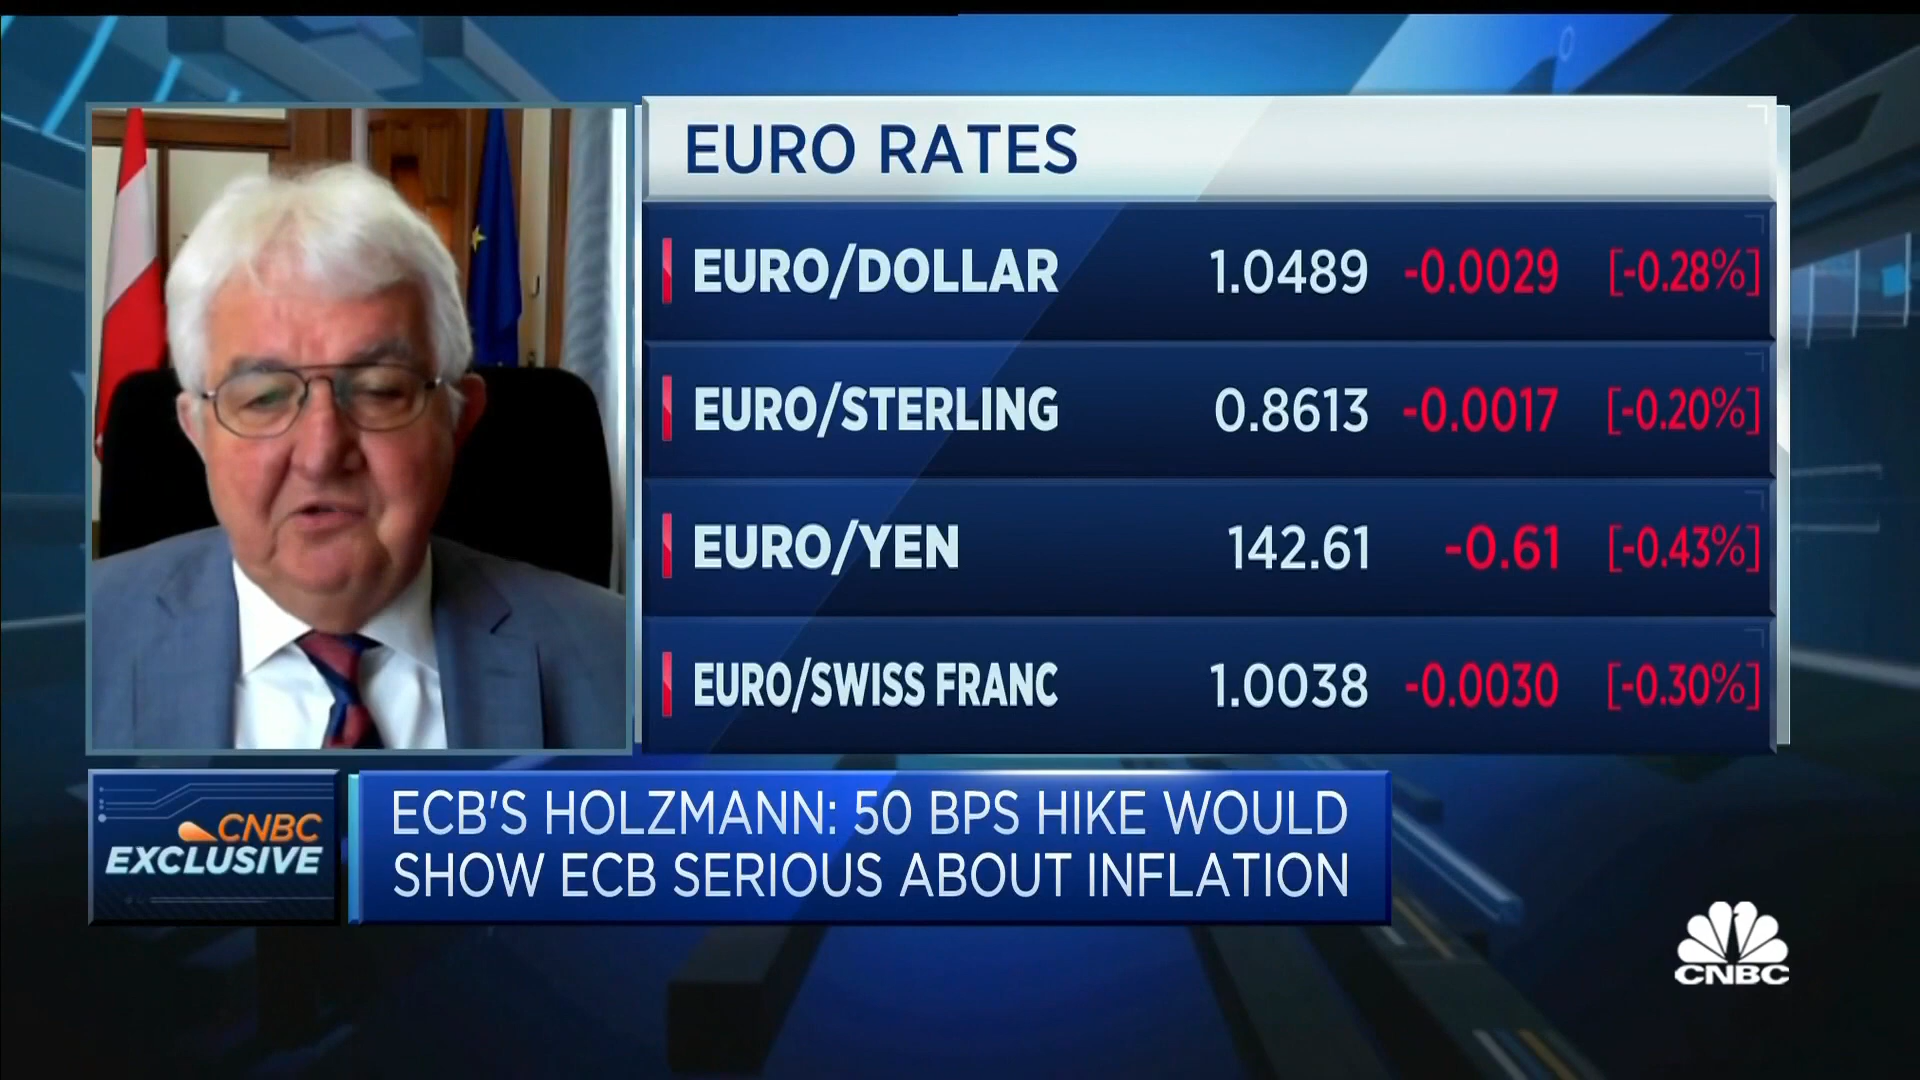 EURO RATES
EURO/DOLLAR 1.0489 -0.0029 [-0.28%]
EURO/STERLING 0.8613 -0.0017 [-0.20%]
EURO/YEN 142.61 -0.61 [-0.43%]
EURO/SWISS FRANC 1.0038 -0.0030 [-0.30%]
CNBC
EXCLUSIVE
ECB'S HOLZMANN: 50 BPS HIKE WOULD
SHOW ECB SERIOUS ABOUT INFLATION
CNBC